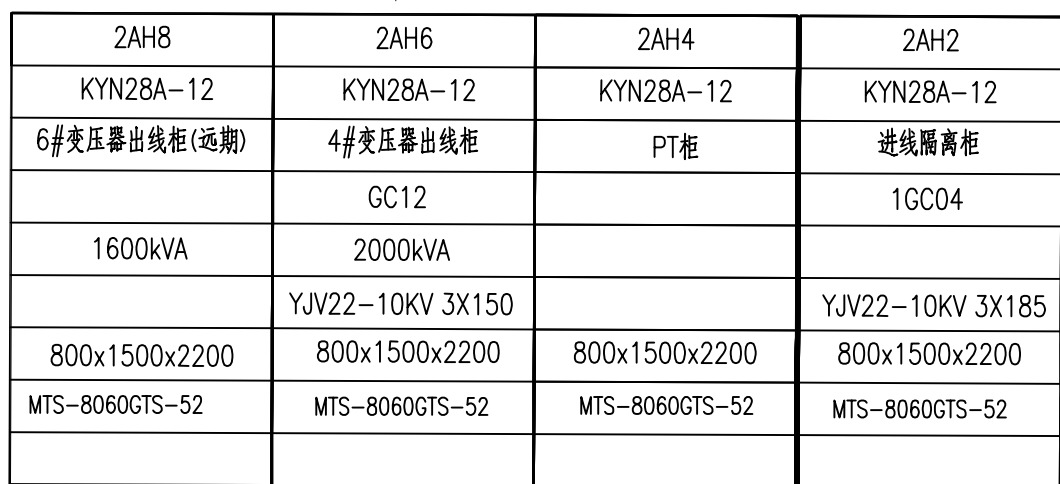 2AH8 2AH6 2AH4 2AH2
KYN28A-12 KYN28A-12 KYN28A-12 KYN28A-12
6#变压器出线柜(远期) 4#变压器出线柜 PT柜 进线隔离柜
GC12 1GC04
1600kVA 2000kVA
YJV22-10KV 3X150 YJV22-10KV 3X185
800x1500x2200 800x1500x2200 800x1500x2200 800x1500x2200
MTS-8060GTS-52 MTS-8060GTS-52 MTS-8060GTS-52 MTS-8060GTS-52